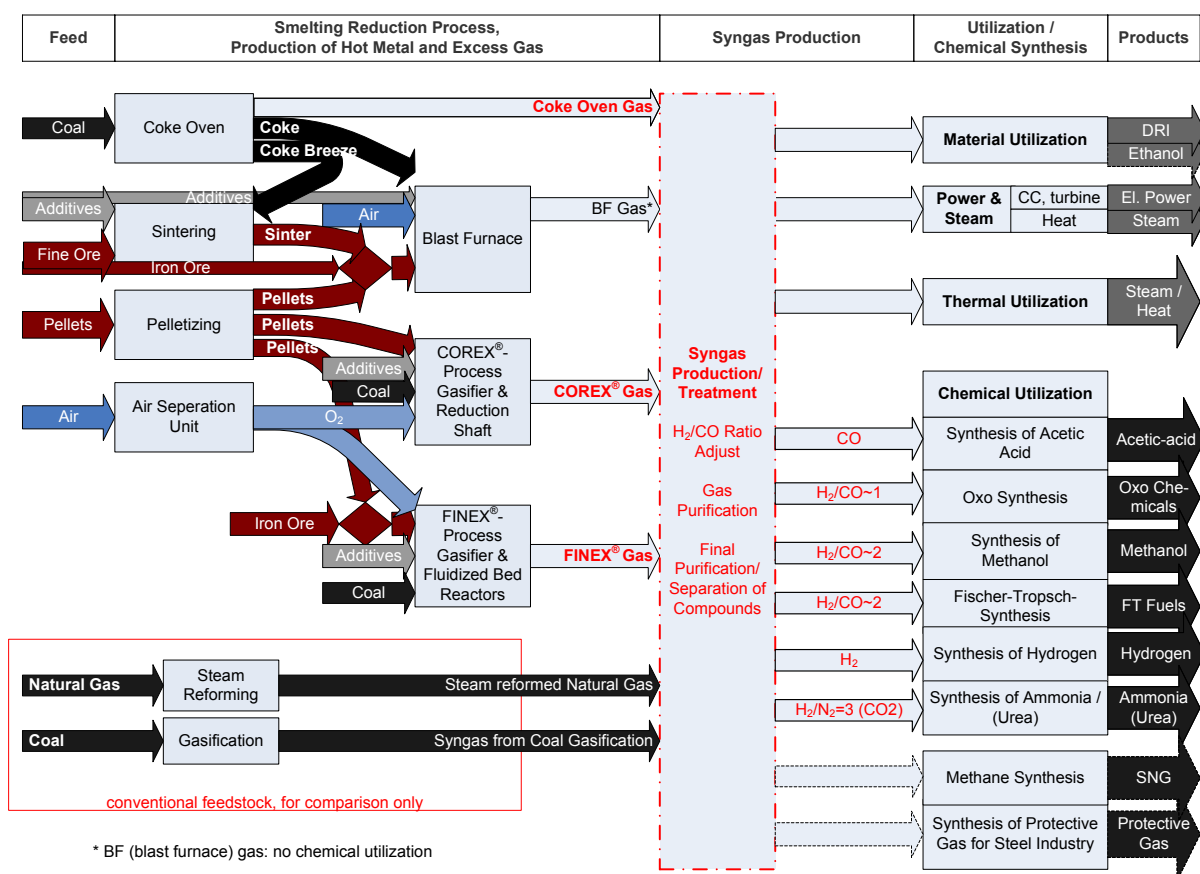 Feed
Smelting Reduction Process,
Production of Hot Metal and Excess Gas
Syngas Production
Utilization /
Chemical Synthesis
Products
Coal
Coke Oven
Coke
Coke Breeze
Coke Oven Gas
Additives
Additives
Sintering
Sinter
Air
Fine Ore
Iron Ore
Blast Furnace
BF Gas*
Pellets
Pelletizing
Pellets
Pellets
Pellets
Additives
Coal
COREX®-
Process
Gasifier &
Reduction
Shaft
COREX® Gas
Air
Air Seperation
Unit
O₂
Iron Ore
Additives
Coal
FINEX®-
Process
Gasifier &
Fluidized Bed
Reactors
FINEX® Gas
Natural Gas
Steam
Reforming
Steam reformed Natural Gas
Coal
Gasification
Syngas from Coal Gasification
conventional feedstock, for comparison only
* BF (blast furnace) gas: no chemical utilization
Syngas
Production/
Treatment
H₂/CO Ratio
Adjust
Gas
Purification
Final
Purification/
Separation of
Compounds
Material Utilization
DRI
Ethanol
Power &
Steam
CC, turbine
Heat
El. Power
Steam
Thermal Utilization
Steam /
Heat
Chemical Utilization
CO
Synthesis of Acetic
Acid
Acetic-acid
H₂/CO~1
Oxo Synthesis
Oxo Che-
micals
H₂/CO~2
Synthesis of
Methanol
Methanol
H₂/CO~2
Fischer-Tropsch-
Synthesis
FT Fuels
H₂
Synthesis of Hydrogen
Hydrogen
H₂/N₂=3 (CO2)
Synthesis of Ammonia /
(Urea)
Ammonia
(Urea)
Methane Synthesis
SNG
Synthesis of Protective
Gas for Steel Industry
Protective
Gas